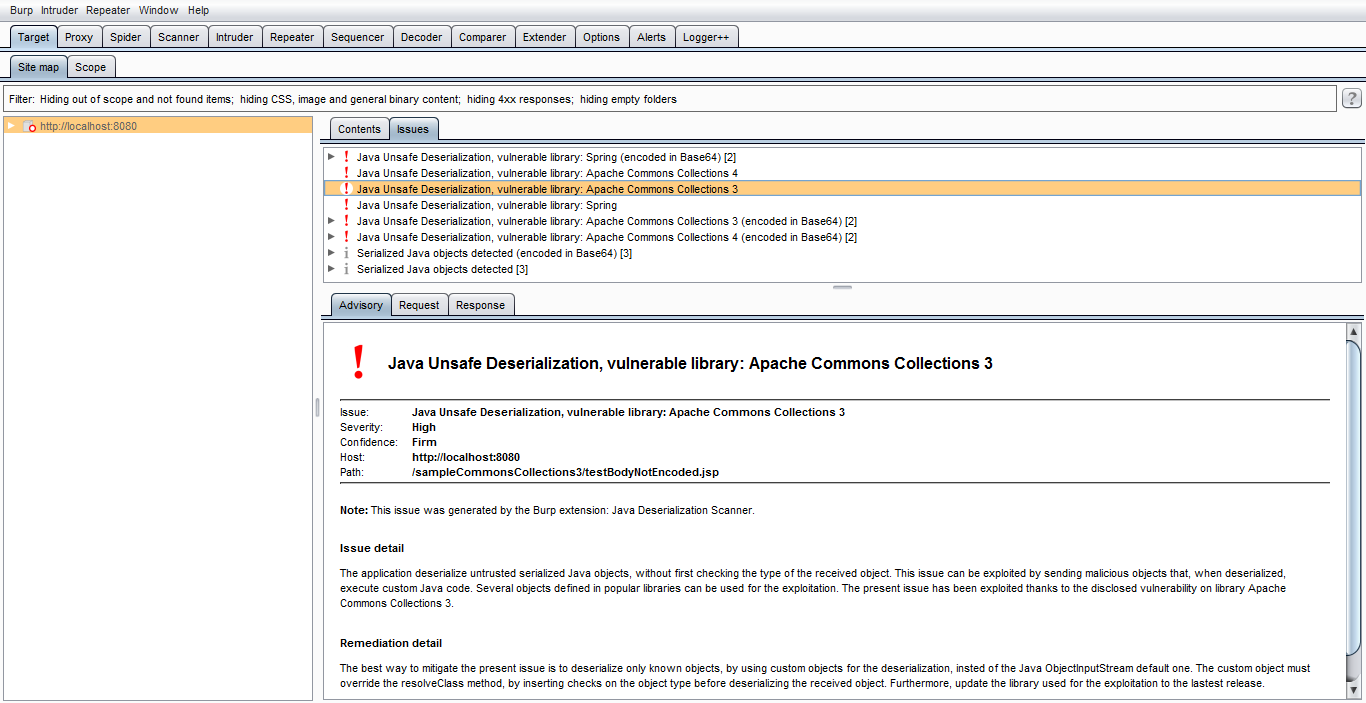 Burp Intruder Repeater Window Help
Target Proxy Spider Scanner Intruder Repeater Sequencer Decoder Comparer Extender Options Alerts Logger++
Site map Scope
Filter: Hiding out of scope and not found items; hiding CSS, image and general binary content; hiding 4xx responses; hiding empty folders
?
http://localhost:8080
Contents Issues
Java Unsafe Deserialization, vulnerable library: Spring (encoded in Base64) [2]
Java Unsafe Deserialization, vulnerable library: Apache Commons Collections 4
Java Unsafe Deserialization, vulnerable library: Apache Commons Collections 3
Java Unsafe Deserialization, vulnerable library: Spring
Java Unsafe Deserialization, vulnerable library: Apache Commons Collections 3 (encoded in Base64) [2]
Java Unsafe Deserialization, vulnerable library: Apache Commons Collections 4 (encoded in Base64) [2]
Serialized Java objects detected (encoded in Base64) [3]
Serialized Java objects detected [3]
Advisory Request Response
Java Unsafe Deserialization, vulnerable library: Apache Commons Collections 3
Issue: Java Unsafe Deserialization, vulnerable library: Apache Commons Collections 3
Severity: High
Confidence: Firm
Host: http://localhost:8080
Path: /sampleCommonsCollections3/testBodyNotEncoded.jsp
Note: This issue was generated by the Burp extension: Java Deserialization Scanner.
Issue detail
The application deserialize untrusted serialized Java objects, without first checking the type of the received object. This issue can be exploited by sending malicious objects that, when deserialized,
execute custom Java code. Several objects defined in popular libraries can be used for the exploitation. The present issue has been exploited thanks to the disclosed vulnerability on library Apache
Commons Collections 3.
Remediation detail
The best way to mitigate the present issue is to deserialize only known objects, by using custom objects for the deserialization, insted of the Java ObjectInputStream default one. The custom object must
override the resolveClass method, by inserting checks on the object type before deserializing the received object. Furthermore, update the library used for the exploitation to the lastest release.